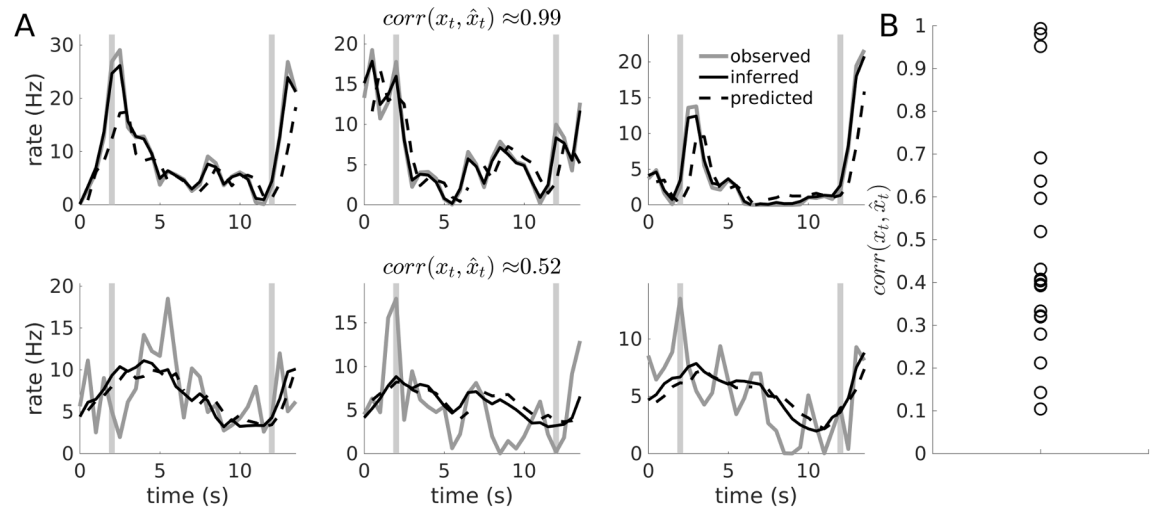 A
corr(x_t, x̂_t) ≈0.99
B
rate (Hz)
30
20
10
0
0 5 10
20
15
10
5
0
0 5 10
20
15
10
5
0
0 5 10
observed
inferred
predicted
corr(x_t, x̂_t) ≈0.52
rate (Hz)
20
15
10
5
0
0 5 10
time (s)
15
10
5
0
0 5 10
time (s)
10
5
0
0 5 10
time (s)
corr(x_t, x̂_t)
1
0.9
0.8
0.7
0.6
0.5
0.4
0.3
0.2
0.1
0